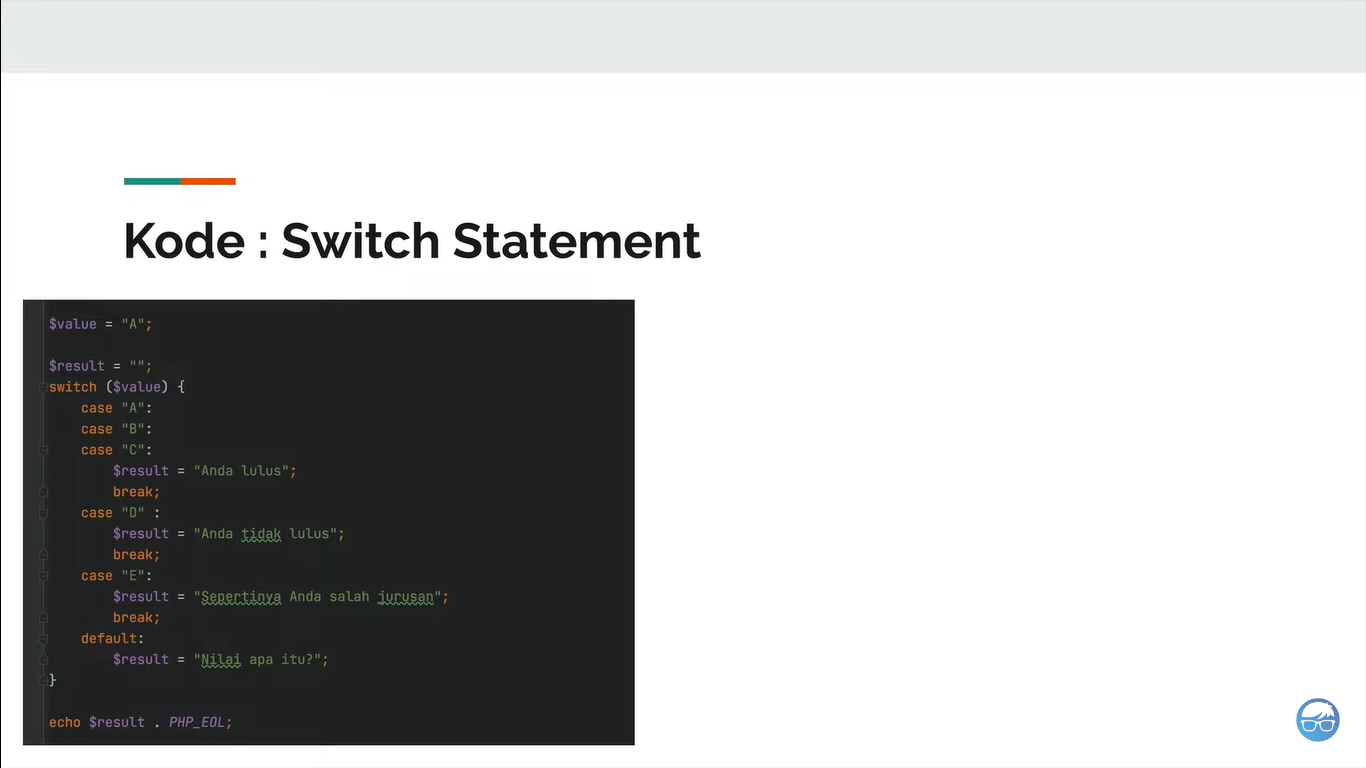 Kode : Switch Statement
$value = "A";
$result = "";
switch ($value) {
    case "A":
    case "B":
    case "C":
        $result = "Anda lulus";
        break;
    case "D" :
        $result = "Anda tidak lulus";
        break;
    case "E":
        $result = "Sepertinya Anda salah jurusan";
        break;
    default:
        $result = "Nilai apa itu?";
}
echo $result . PHP_EOL;